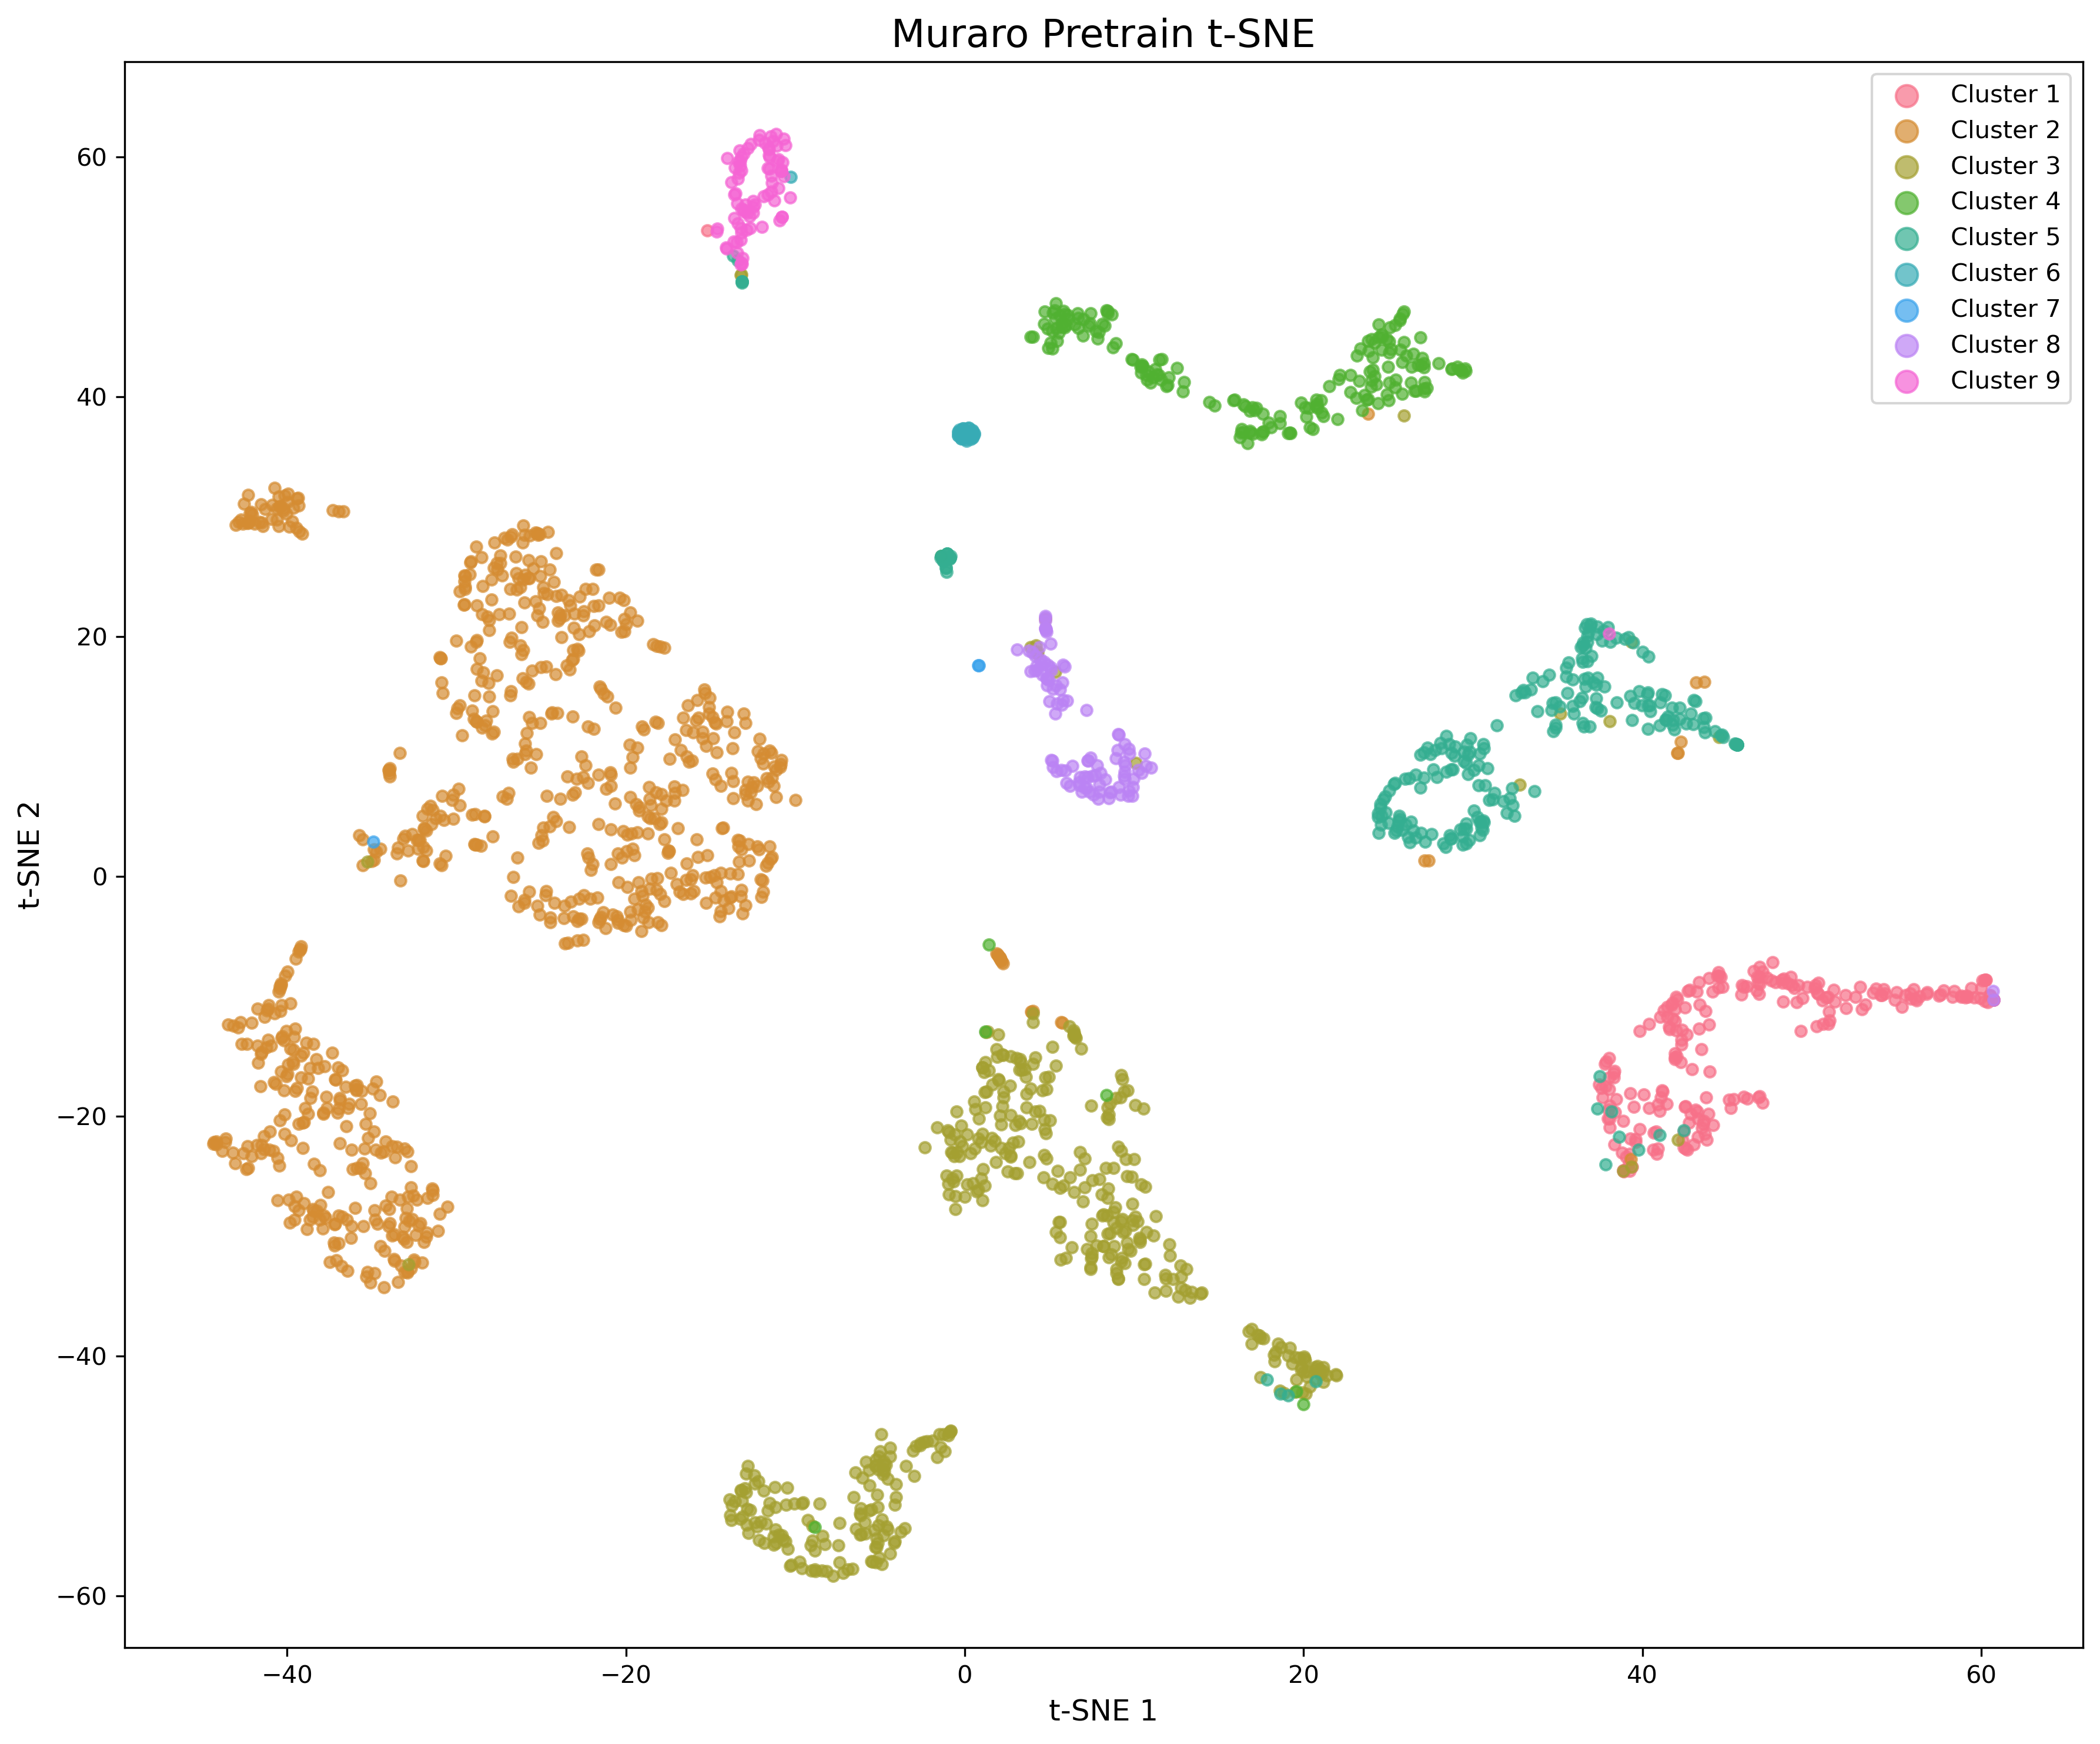 Muraro Pretrain t-SNE
Cluster 1
Cluster 2
Cluster 3
Cluster 4
Cluster 5
Cluster 6
Cluster 7
Cluster 8
Cluster 9
60
40
20
0
−20
−40
−60
t-SNE 2
−40
−20
0
20
40
60
t-SNE 1